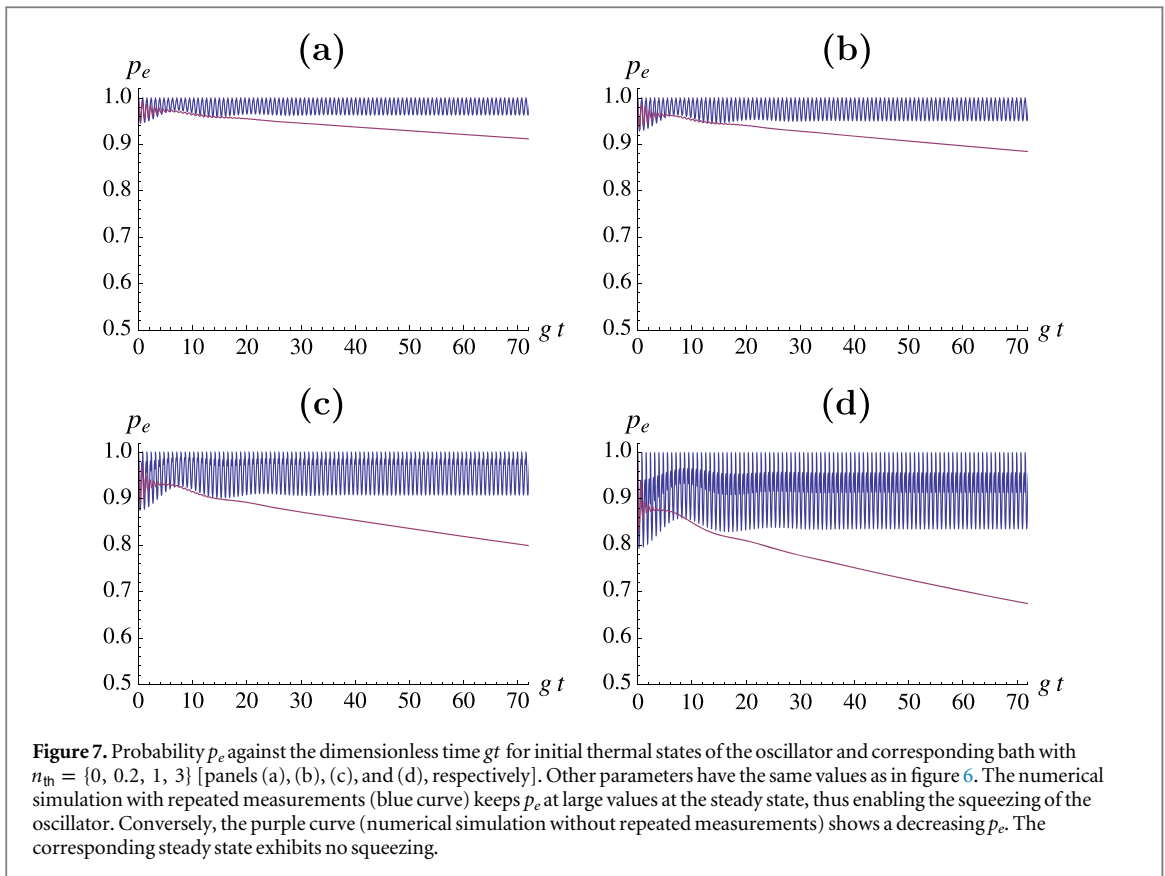 (a)
p_e
1.0
0.9
0.8
0.7
0.6
0.5
0 10 20 30 40 50 60 70 g t
(b)
p_e
1.0
0.9
0.8
0.7
0.6
0.5
0 10 20 30 40 50 60 70 g t
(c)
p_e
1.0
0.9
0.8
0.7
0.6
0.5
0 10 20 30 40 50 60 70 g t
(d)
p_e
1.0
0.9
0.8
0.7
0.6
0.5
0 10 20 30 40 50 60 70 g t
Figure 7. Probability p_e against the dimensionless time gt for initial thermal states of the oscillator and corresponding bath with
n_th = {0, 0.2, 1, 3} [panels (a), (b), (c), and (d), respectively]. Other parameters have the same values as in figure 6. The numerical
simulation with repeated measurements (blue curve) keeps p_e at large values at the steady state, thus enabling the squeezing of the
oscillator. Conversely, the purple curve (numerical simulation without repeated measurements) shows a decreasing p_e. The
corresponding steady state exhibits no squeezing.